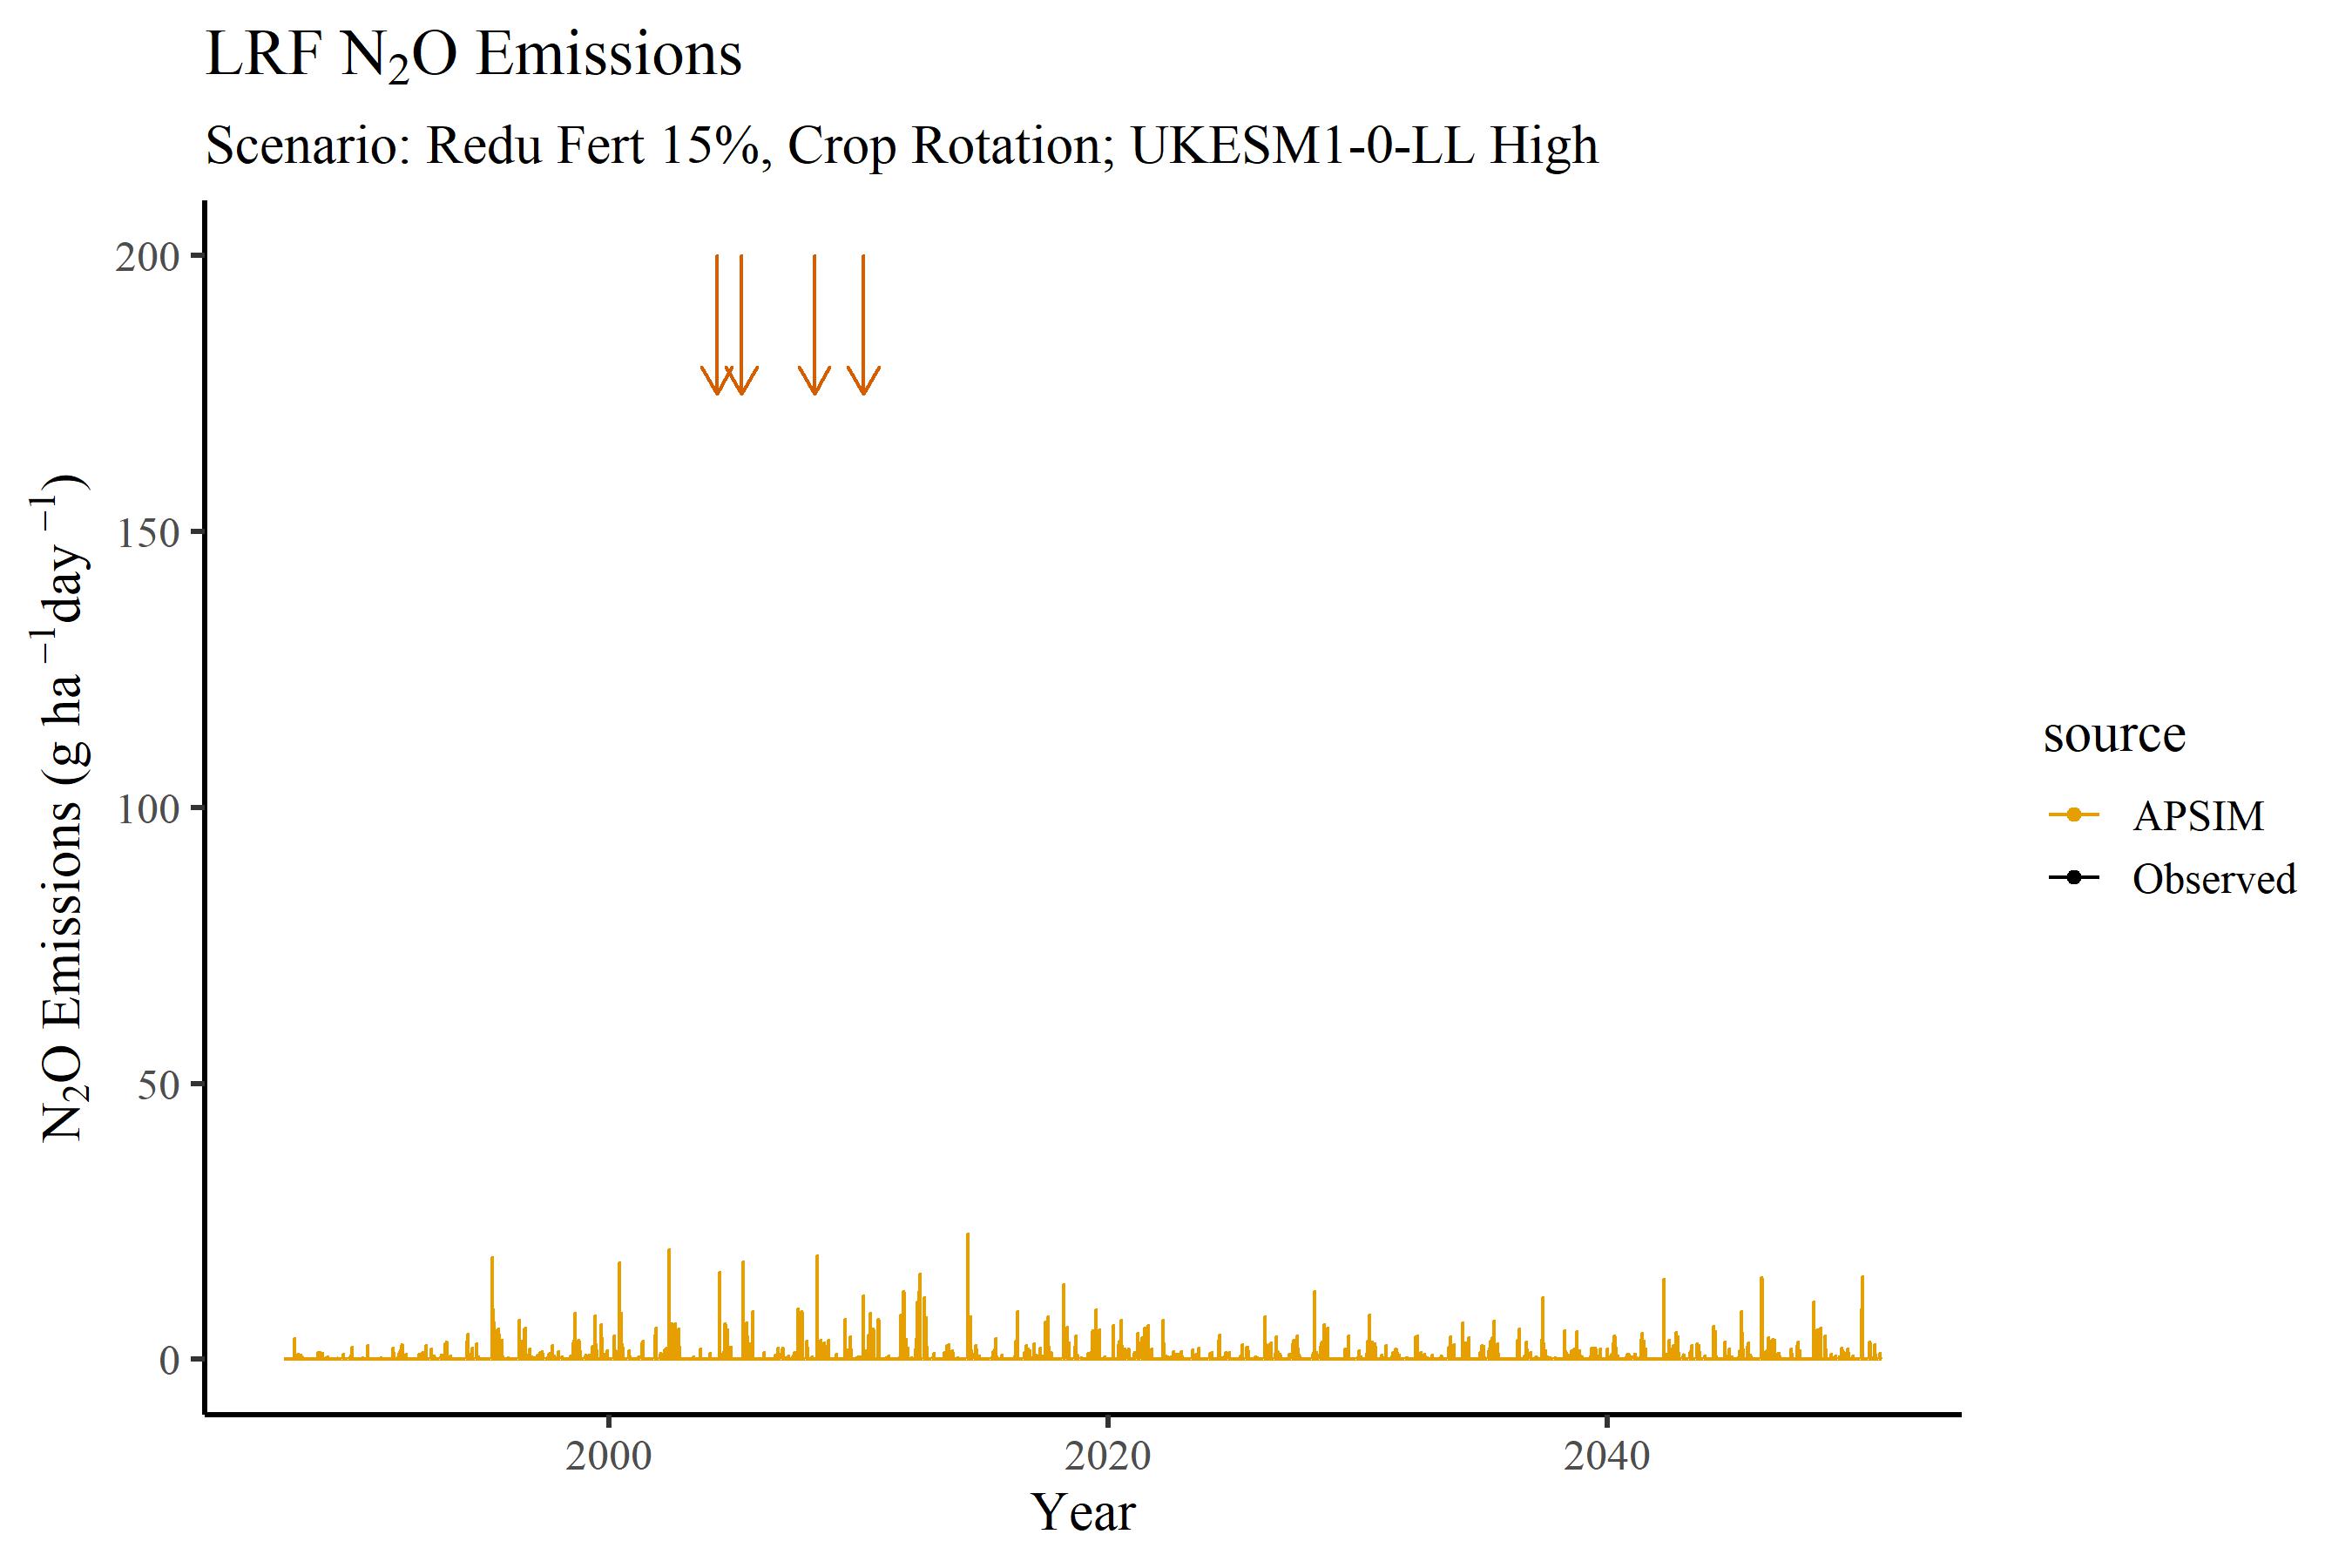 LRF N₂O Emissions
Scenario: Redu Fert 15%, Crop Rotation; UKESM1-0-LL High
N₂O Emissions (g ha ⁻¹day ⁻¹)
200
150
100
50
0
2000 2020 2040
Year
source
APSIM
Observed